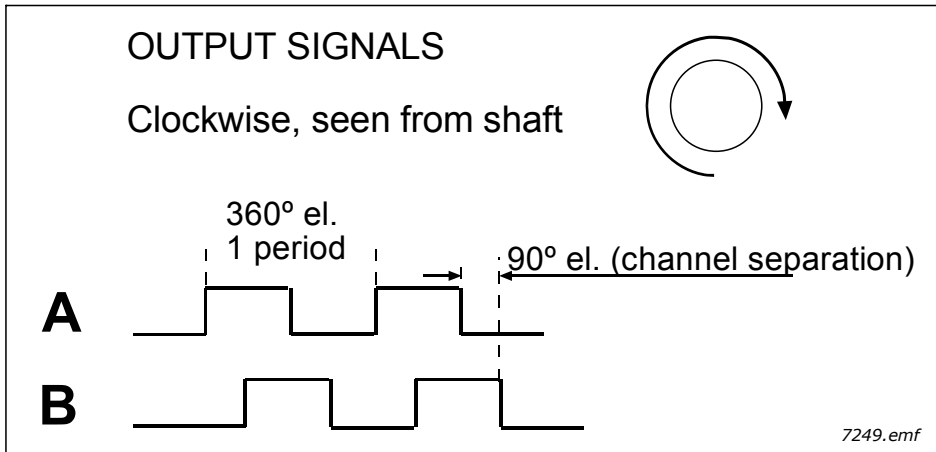 OUTPUT SIGNALS
Clockwise, seen from shaft
360º el.
1 period
90º el. (channel separation)
A
B
7249.emf